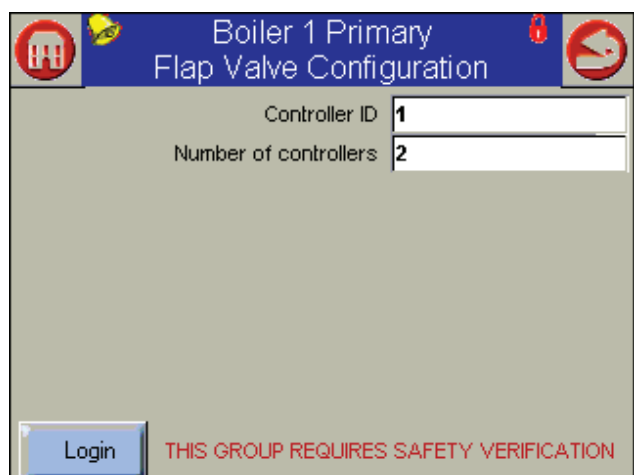 Boiler 1 Primary
Flap Valve Configuration
Controller ID 1
Number of controllers 2
Login THIS GROUP REQUIRES SAFETY VERIFICATION